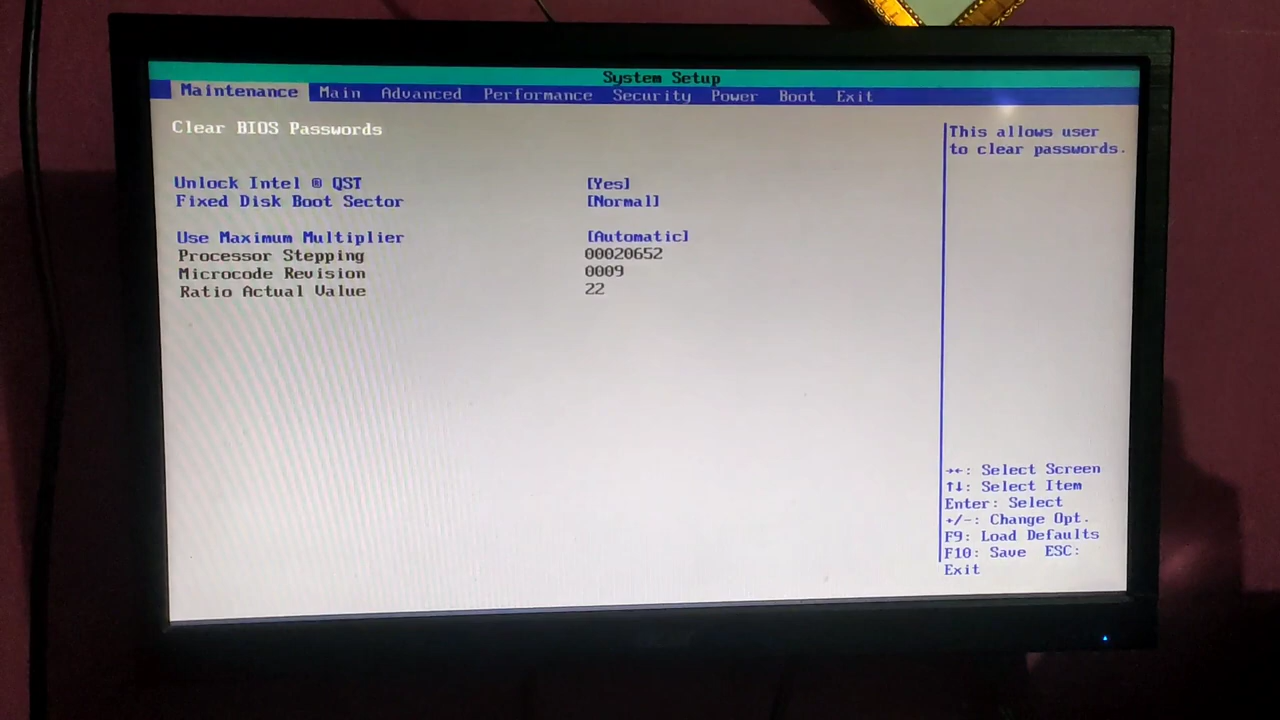 System Setup
Maintenance Main Advanced Performance Security Power Boot Exit
Clear BIOS Passwords
Unlock Intel ® QST [Yes]
Fixed Disk Boot Sector [Normal]
Use Maximum Multiplier [Automatic]
Processor Stepping 00020652
Microcode Revision 0009
Ratio Actual Value 22
This allows user
to clear passwords.
→←: Select Screen
↑↓: Select Item
Enter: Select
+/-: Change Opt.
F9: Load Defaults
F10: Save ESC:
Exit